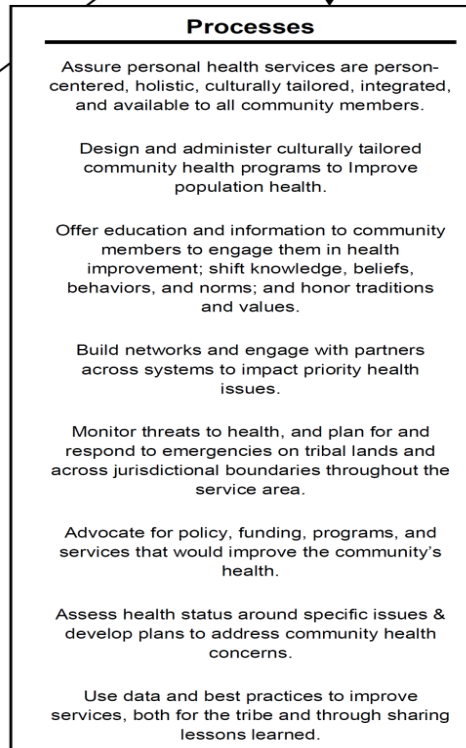 Processes
Assure personal health services are person-
centered, holistic, culturally tailored, integrated,
and available to all community members.
Design and administer culturally tailored
community health programs to Improve
population health.
Offer education and information to community
members to engage them in health
improvement; shift knowledge, beliefs,
behaviors, and norms; and honor traditions
and values.
Build networks and engage with partners
across systems to impact priority health
issues.
Monitor threats to health, and plan for and
respond to emergencies on tribal lands and
across jurisdictional boundaries throughout the
service area.
Advocate for policy, funding, programs, and
services that would improve the community’s
health.
Assess health status around specific issues &
develop plans to address community health
concerns.
Use data and best practices to improve
services, both for the tribe and through sharing
lessons learned.